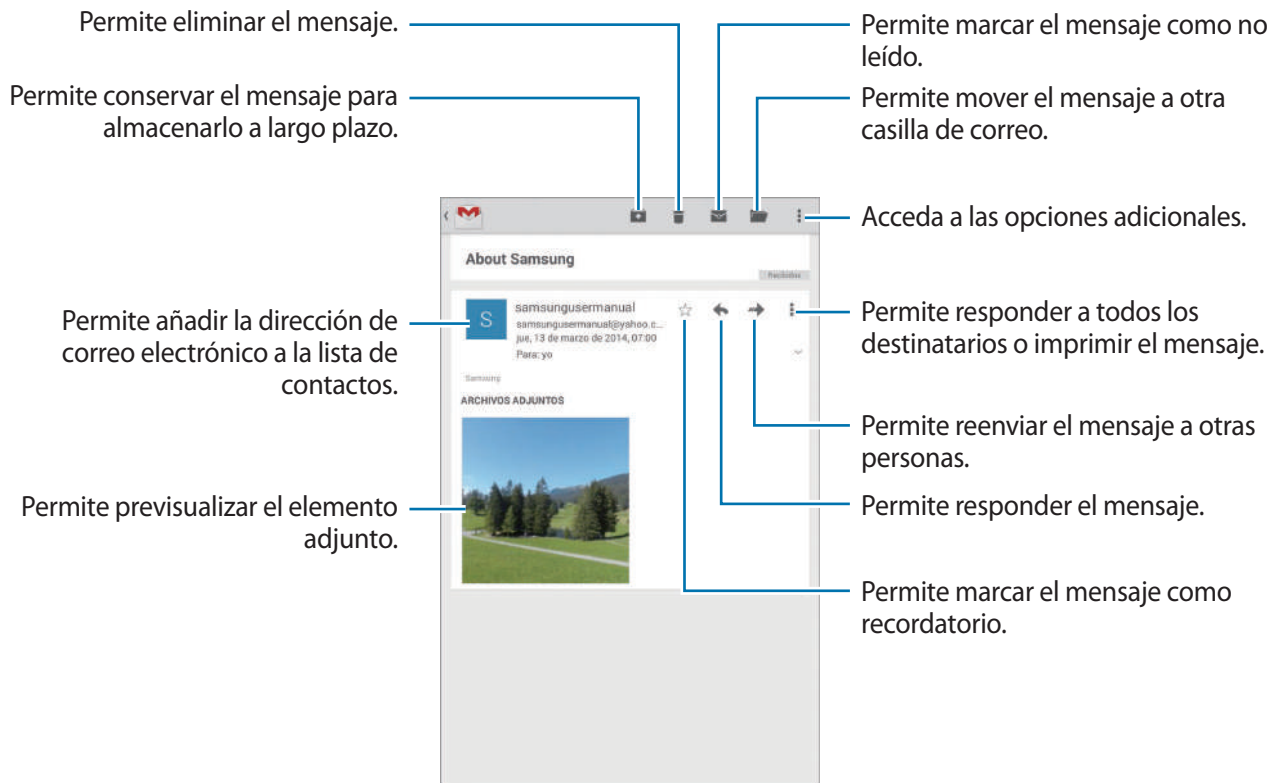 Permite eliminar el mensaje.
Permite conservar el mensaje para
almacenarlo a largo plazo.
Permite marcar el mensaje como no
leído.
Permite mover el mensaje a otra
casilla de correo.
Acceda a las opciones adicionales.
About Samsung
Recibidos
S
samsungusermanual
samsungusermanual@yahoo.c...
jue, 13 de marzo de 2014, 07:00
Para: yo
Samsung
ARCHIVOS ADJUNTOS
Permite añadir la dirección de
correo electrónico a la lista de
contactos.
Permite previsualizar el elemento
adjunto.
Permite responder a todos los
destinatarios o imprimir el mensaje.
Permite reenviar el mensaje a otras
personas.
Permite responder el mensaje.
Permite marcar el mensaje como
recordatorio.